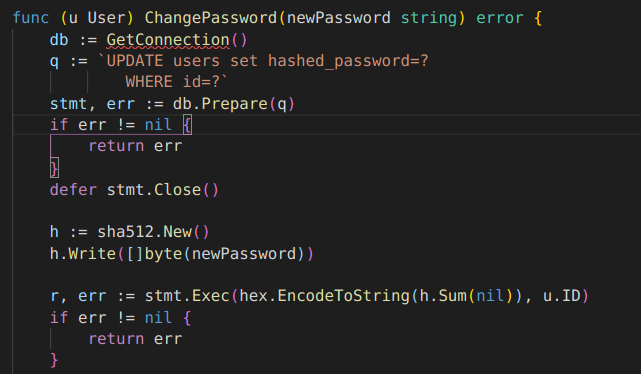 func (u User) ChangePassword(newPassword string) error {
    db := GetConnection()
    q := `UPDATE users set hashed_password=?
            WHERE id=?`
    stmt, err := db.Prepare(q)
    if err != nil {
        return err
    }
    defer stmt.Close()

    h := sha512.New()
    h.Write([]byte(newPassword))

    r, err := stmt.Exec(hex.EncodeToString(h.Sum(nil)), u.ID)
    if err != nil {
        return err
    }